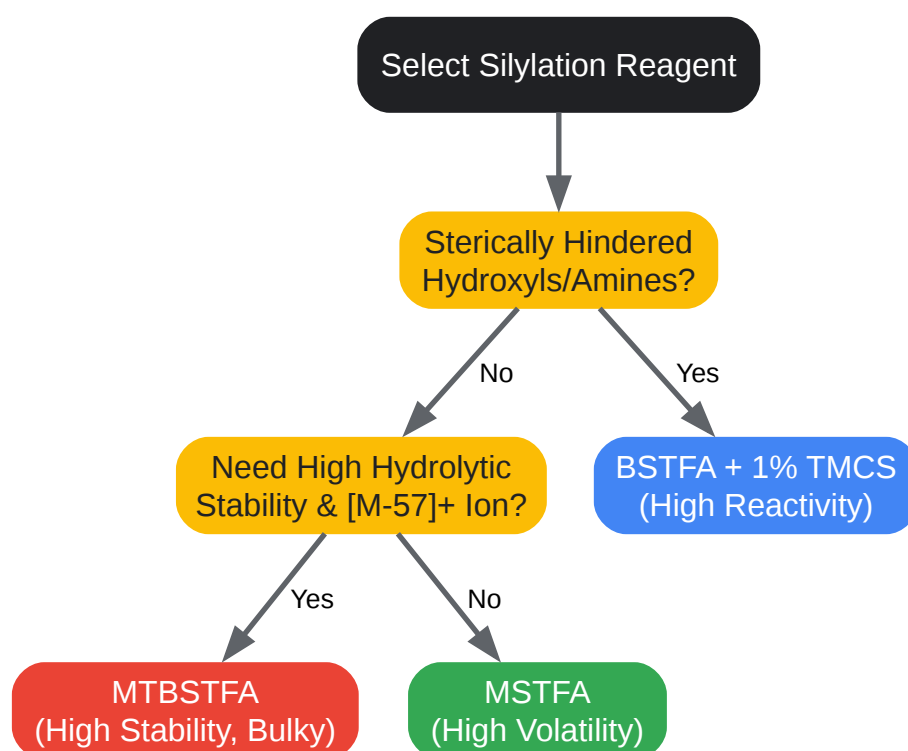 Select Silylation Reagent
Sterically Hindered
Hydroxyls/Amines?
No
Yes
Need High Hydrolytic
Stability & [M-57]+ Ion?
BSTFA + 1% TMCS
(High Reactivity)
Yes
No
MTBSTFA
(High Stability, Bulky)
MSTFA
(High Volatility)